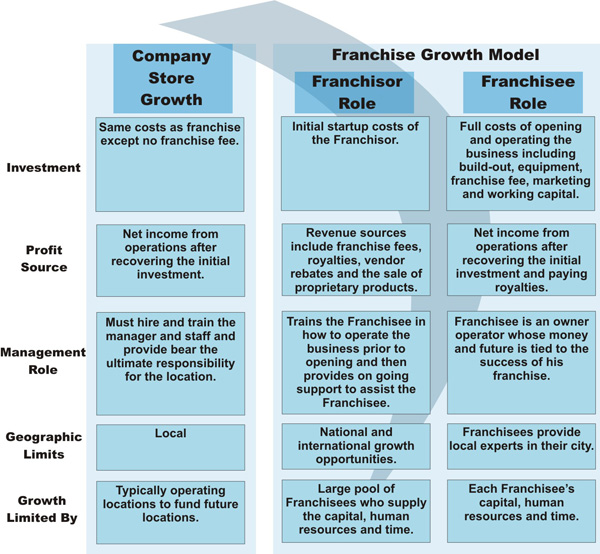 Company
Store
Growth
Franchise Growth Model
Franchisor
Role
Franchisee
Role
Investment
Same costs as franchise
except no franchise fee.
Initial startup costs of
the Franchisor.
Full costs of opening
and operating the
business including
build-out, equipment,
franchise fee, marketing
and working capital.
Profit
Source
Net income from
operations after
recovering the initial
investment.
Revenue sources
include franchise fees,
royalties, vendor
rebates and the sale of
proprietary products.
Net income from
operations after
recovering the initial
investment and paying
royalties.
Management
Role
Must hire and train the
manager and staff and
provide bear the
ultimate responsibility
for the location.
Trains the Franchisee in
how to operate the
business prior to
opening and then
provides on going
support to assist the
Franchisee.
Franchisee is an owner
operator whose money
and future is tied to the
success of his
franchise.
Geographic
Limits
Local
National and
international growth
opportunities.
Franchisees provide
local experts in their city.
Growth
Limited By
Typically operating
locations to fund future
locations.
Large pool of
Franchisees who supply
the capital, human
resources and time.
Each Franchisee's
capital, human
resources and time.